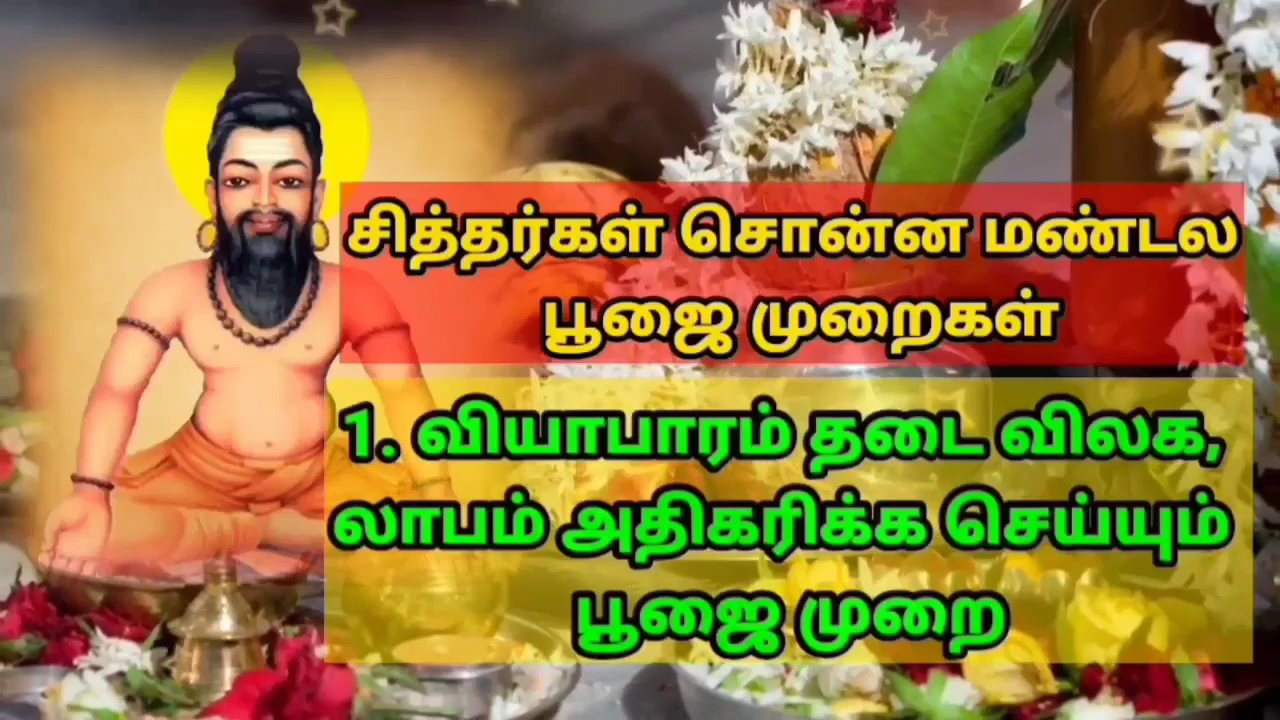 சித்தர்கள் சொன்ன மண்டல
பூஜை முறைகள்
1. வியாபாரம் தடை விலக,
லாபம் அதிகரிக்க செய்யும்
பூஜை முறை